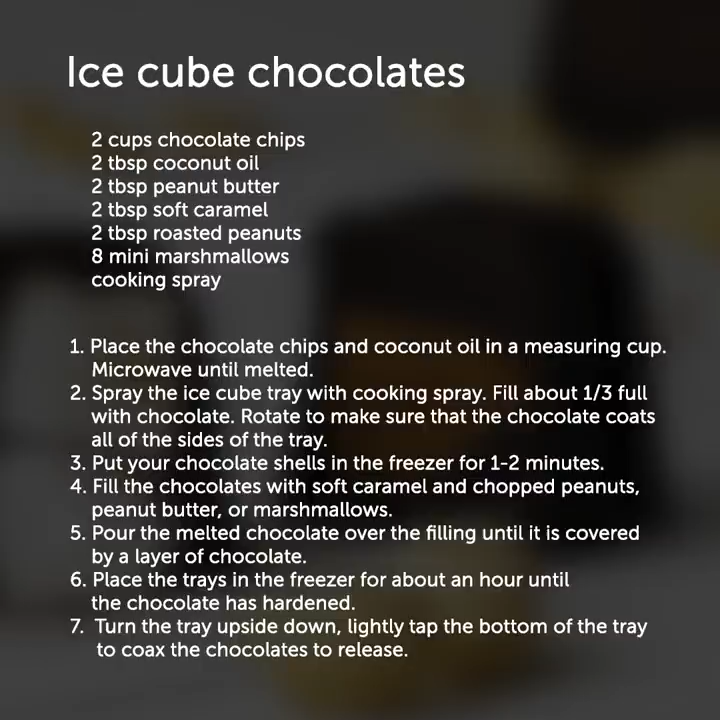 Ice cube chocolates
2 cups chocolate chips
2 tbsp coconut oil
2 tbsp peanut butter
2 tbsp soft caramel
2 tbsp roasted peanuts
8 mini marshmallows
cooking spray
1. Place the chocolate chips and coconut oil in a measuring cup.
Microwave until melted.
2. Spray the ice cube tray with cooking spray. Fill about 1/3 full
with chocolate. Rotate to make sure that the chocolate coats
all of the sides of the tray.
3. Put your chocolate shells in the freezer for 1-2 minutes.
4. Fill the chocolates with soft caramel and chopped peanuts,
peanut butter, or marshmallows.
5. Pour the melted chocolate over the filling until it is covered
by a layer of chocolate.
6. Place the trays in the freezer for about an hour until
the chocolate has hardened.
7. Turn the tray upside down, lightly tap the bottom of the tray
to coax the chocolates to release.